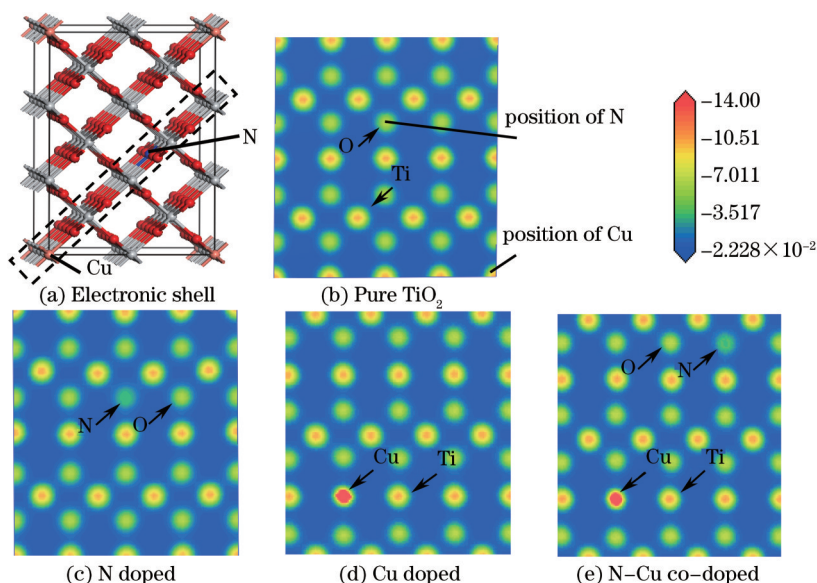 N
Cu
(a) Electronic shell
O
Ti
position of N
position of Cu
(b) Pure TiO₂
−14.00
−10.51
−7.011
−3.517
−2.228×10⁻²
N
O
(c) N doped
Cu
Ti
(d) Cu doped
O
N
Cu
Ti
(e) N−Cu co−doped